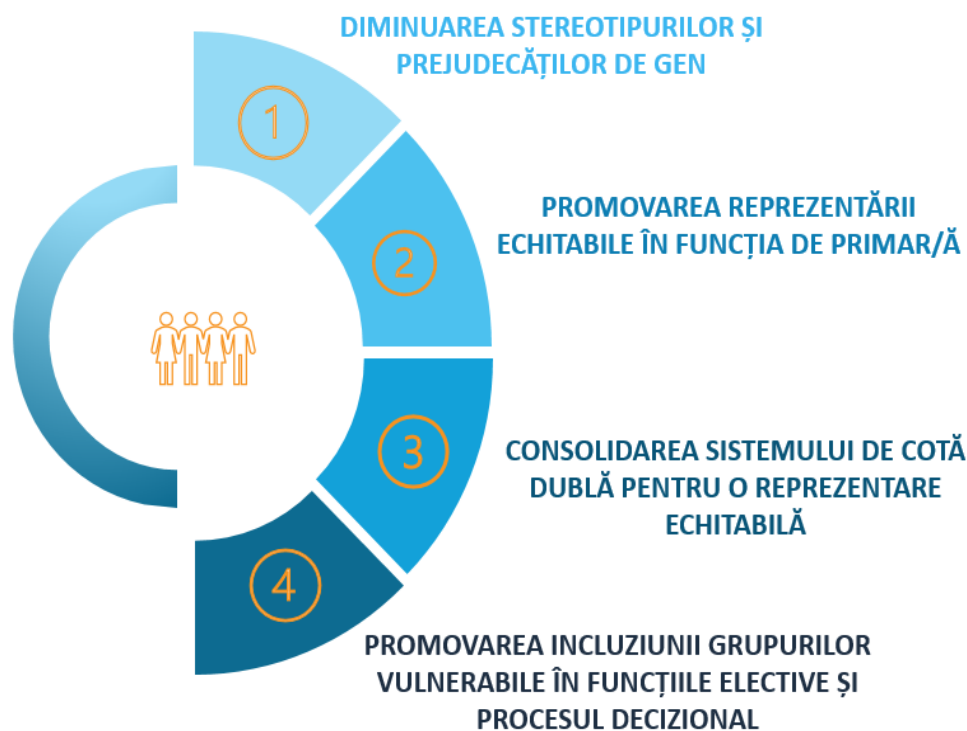 DIMINUAREA STEREOTIPURILOR ȘI
PREJUDECĂȚILOR DE GEN
1
PROMOVAREA REPREZENTĂRII
ECHITABILE ÎN FUNCȚIA DE PRIMAR/Ă
2
CONSOLIDAREA SISTEMULUI DE COTĂ
DUBLĂ PENTRU O REPREZENTARE
ECHITABILĂ
3
PROMOVAREA INCLUZIUNII GRUPURILOR
VULNERABILE ÎN FUNCȚIILE ELECTIVE ȘI
PROCESUL DECIZIONAL
4